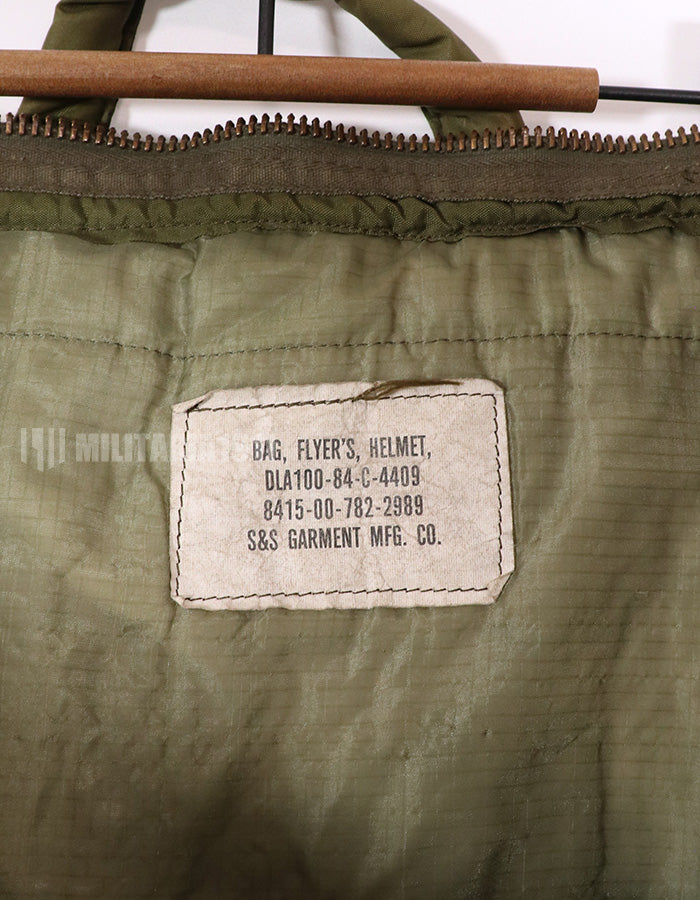 BAG, FLYER'S, HELMET,
DLA100-84-C-4409
8415-00-782-2989
S&S GARMENT MFG. CO.